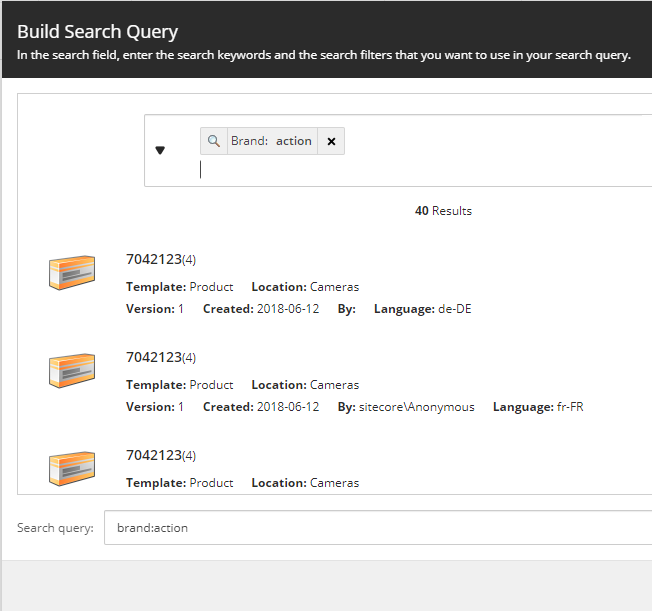 Build Search Query
In the search field, enter the search keywords and the search filters that you want to use in your search query.
Brand: action
40 Results
7042123(4)
Template: Product Location: Cameras
Version: 1 Created: 2018-06-12 By: Language: de-DE
7042123(4)
Template: Product Location: Cameras
Version: 1 Created: 2018-06-12 By: sitecore\Anonymous Language: fr-FR
7042123(4)
Template: Product Location: Cameras
Search query: brand:action